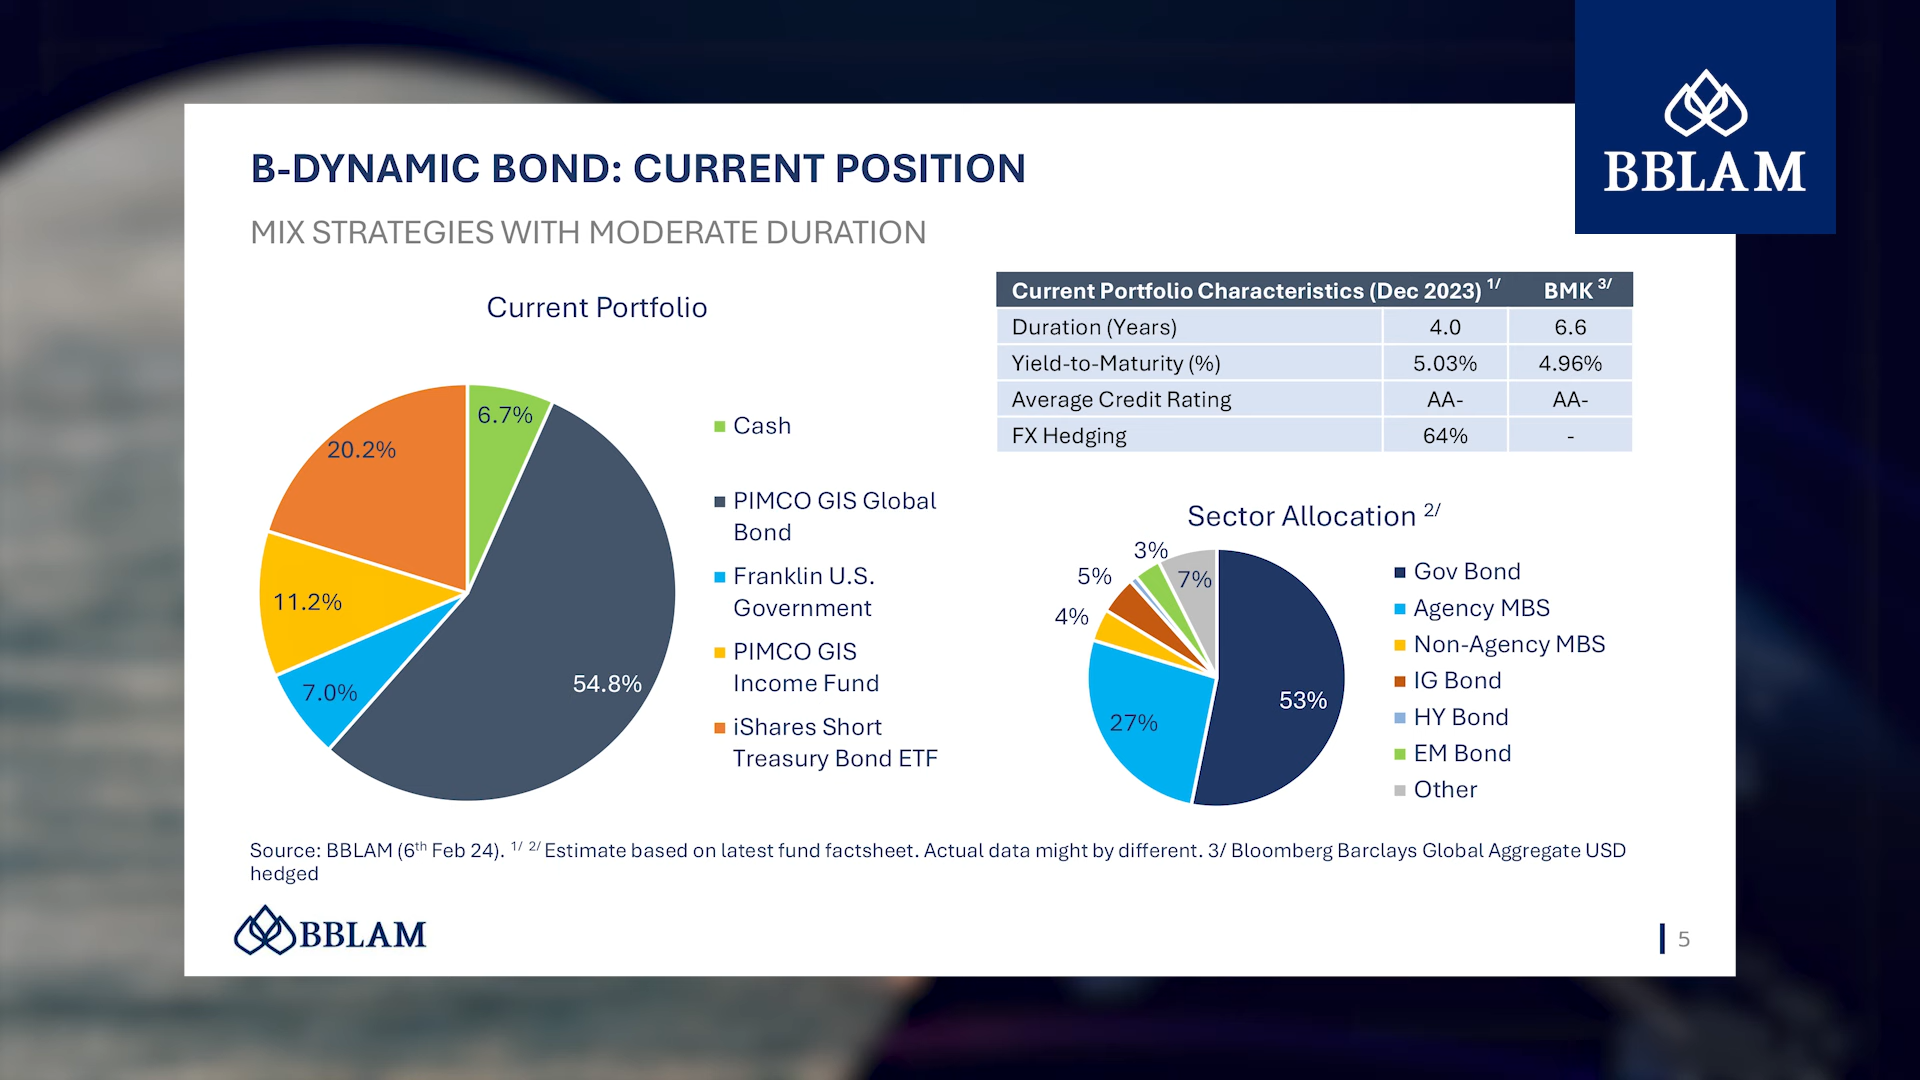 BBLAM
B-DYNAMIC BOND: CURRENT POSITION
MIX STRATEGIES WITH MODERATE DURATION
Current Portfolio
6.7%
20.2%
11.2%
7.0%
54.8%
Cash
PIMCO GIS Global
Bond
Franklin U.S.
Government
PIMCO GIS
Income Fund
iShares Short
Treasury Bond ETF
Current Portfolio Characteristics (Dec 2023) 1/ BMK 3/
Duration (Years) 4.0 6.6
Yield-to-Maturity (%) 5.03% 4.96%
Average Credit Rating AA- AA-
FX Hedging 64% -
Sector Allocation 2/
3%
7%
5%
4%
27%
53%
Gov Bond
Agency MBS
Non-Agency MBS
IG Bond
HY Bond
EM Bond
Other
Source: BBLAM (6th Feb 24). 1/ 2/ Estimate based on latest fund factsheet. Actual data might by different. 3/ Bloomberg Barclays Global Aggregate USD
hedged
BBLAM
5